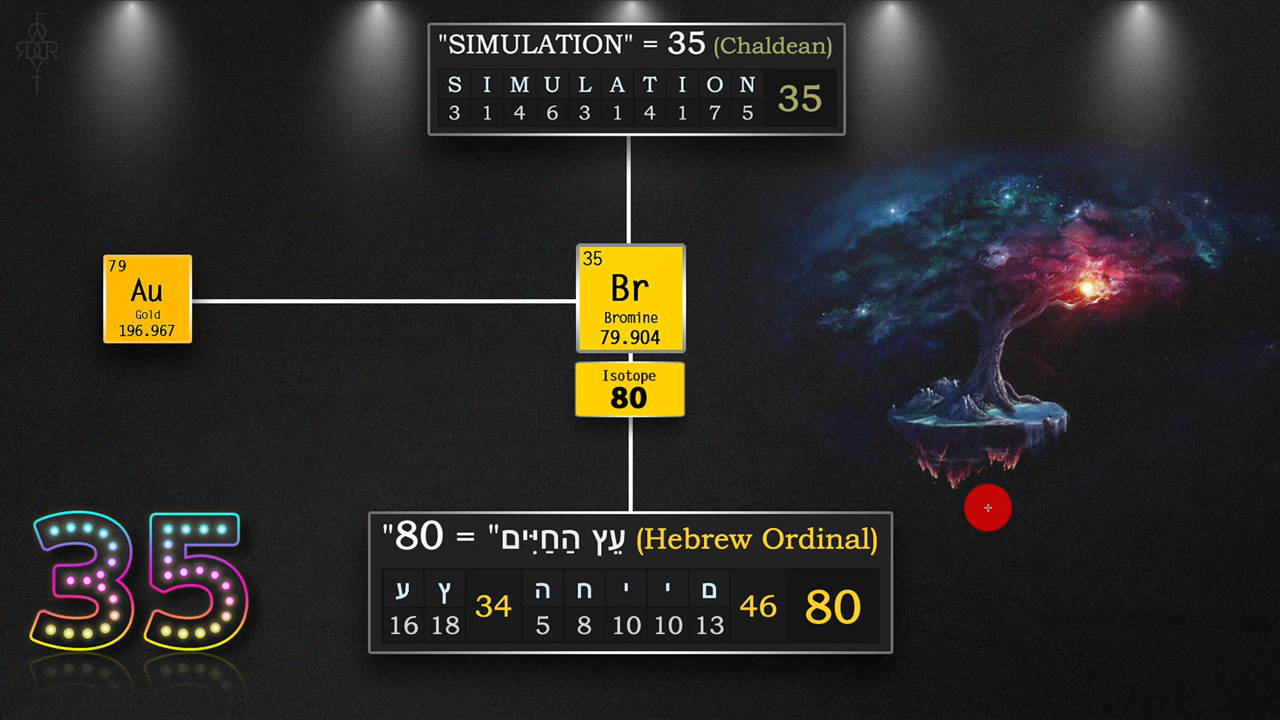 "SIMULATION" = 35 (Chaldean)
S I M U L A T I O N
3 1 4 6 3 1 4 1 7 5 35
79
Au
Gold
196.967
35
Br
Bromine
79.904
Isotope
80
35
"80 = "עֵץ הַחַיִּים (Hebrew Ordinal)
ע ץ ה ח י י ם
16 18 34 5 8 10 10 13 46 80